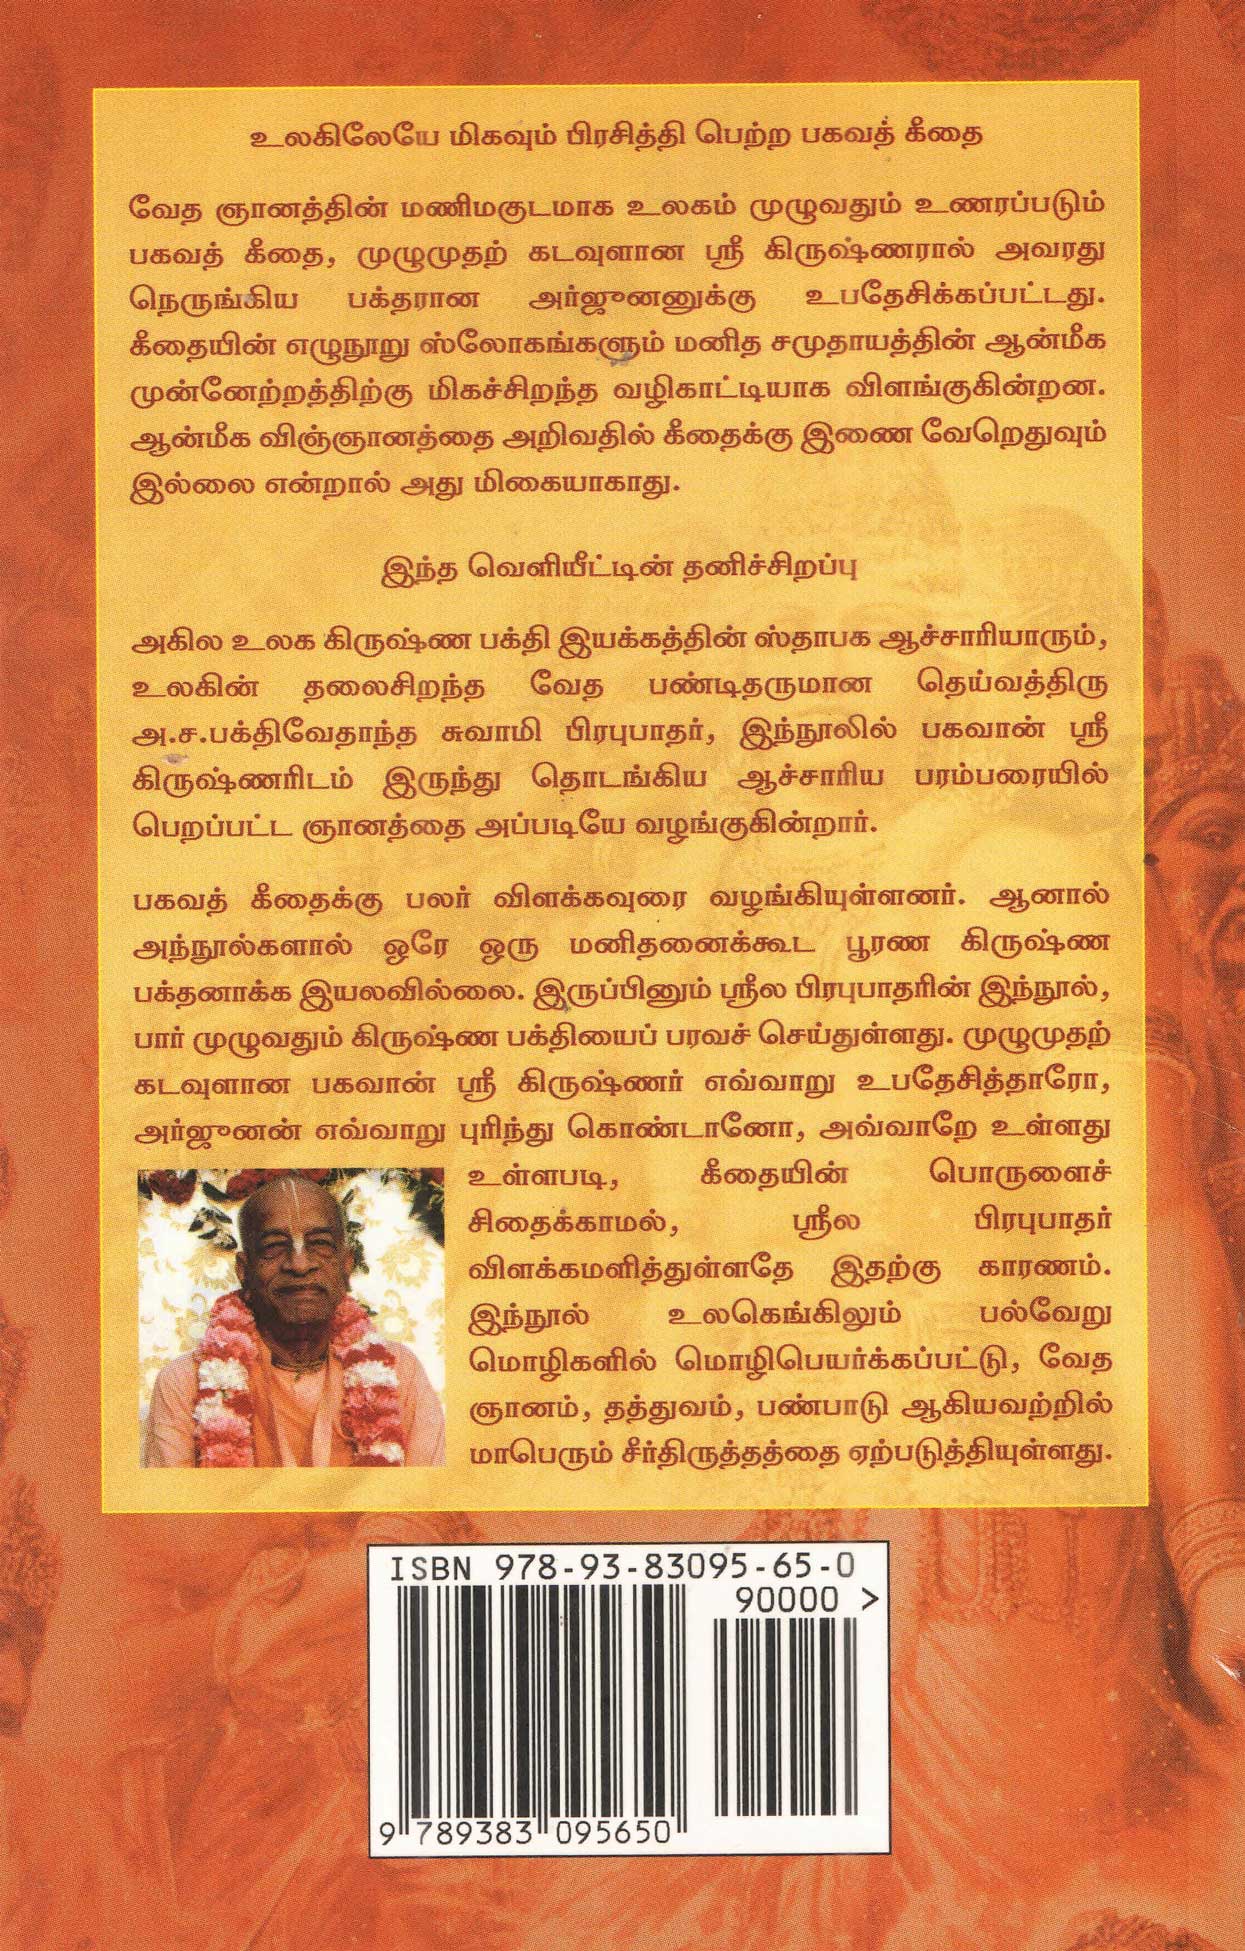 உலகிலேயே மிகவும் பிரசித்தி பெற்ற பகவத் கீதை
வேத ஞானத்தின் மணிமகுடமாக உலகம் முழுவதும் உணரப்படும்
பகவத் கீதை, முழுமுதற் கடவுளான ஸ்ரீ கிருஷ்ணரால் அவரது
நெருங்கிய பக்தரான அர்ஜுனனுக்கு உபதேசிக்கப்பட்டது.
கீதையின் எழுநூறு ஸ்லோகங்களும் மனித சமுதாயத்தின் ஆன்மீக
முன்னேற்றத்திற்கு மிகச்சிறந்த வழிகாட்டியாக விளங்குகின்றன.
ஆன்மீக விஞ்ஞானத்தை அறிவதில் கீதைக்கு இணை வேறெதுவும்
இல்லை என்றால் அது மிகையாகாது.
இந்த வெளியீட்டின் தனிச்சிறப்பு
அகில உலக கிருஷ்ண பக்தி இயக்கத்தின் ஸ்தாபக ஆச்சாரியாரும்,
உலகின் தலைசிறந்த வேத பண்டிதருமான தெய்வத்திரு
அ.ச.பக்திவேதாந்த சுவாமி பிரபுபாதர், இந்நூலில் பகவான் ஸ்ரீ
கிருஷ்ணரிடம் இருந்து தொடங்கிய ஆச்சாரிய பரம்பரையில்
பெறப்பட்ட ஞானத்தை அப்படியே வழங்குகின்றார்.
பகவத் கீதைக்கு பலர் விளக்கவுரை வழங்கியுள்ளனர். ஆனால்
அந்நூல்களால் ஒரே ஒரு மனிதனைக்கூட பூரண கிருஷ்ண
பக்தனாக்க இயலவில்லை. இருப்பினும் ஸ்ரீல பிரபுபாதரின் இந்நூல்,
பார் முழுவதும் கிருஷ்ண பக்தியைப் பரவச் செய்துள்ளது. முழுமுதற்
கடவுளான பகவான் ஸ்ரீ கிருஷ்ணர் எவ்வாறு உபதேசித்தாரோ,
அர்ஜுனன் எவ்வாறு புரிந்து கொண்டானோ, அவ்வாறே உள்ளது
உள்ளபடி, கீதையின் பொருளைச்
சிதைக்காமல், ஸ்ரீல பிரபுபாதர்
விளக்கமளித்துள்ளதே இதற்கு காரணம்.
இந்நூல் உலகெங்கிலும் பல்வேறு
மொழிகளில் மொழிபெயர்க்கப்பட்டு, வேத
ஞானம், தத்துவம், பண்பாடு ஆகியவற்றில்
மாபெரும் சீர்திருத்தத்தை ஏற்படுத்தியுள்ளது.
ISBN 978-93-83095-65-0
90000 >
9 789383 095650